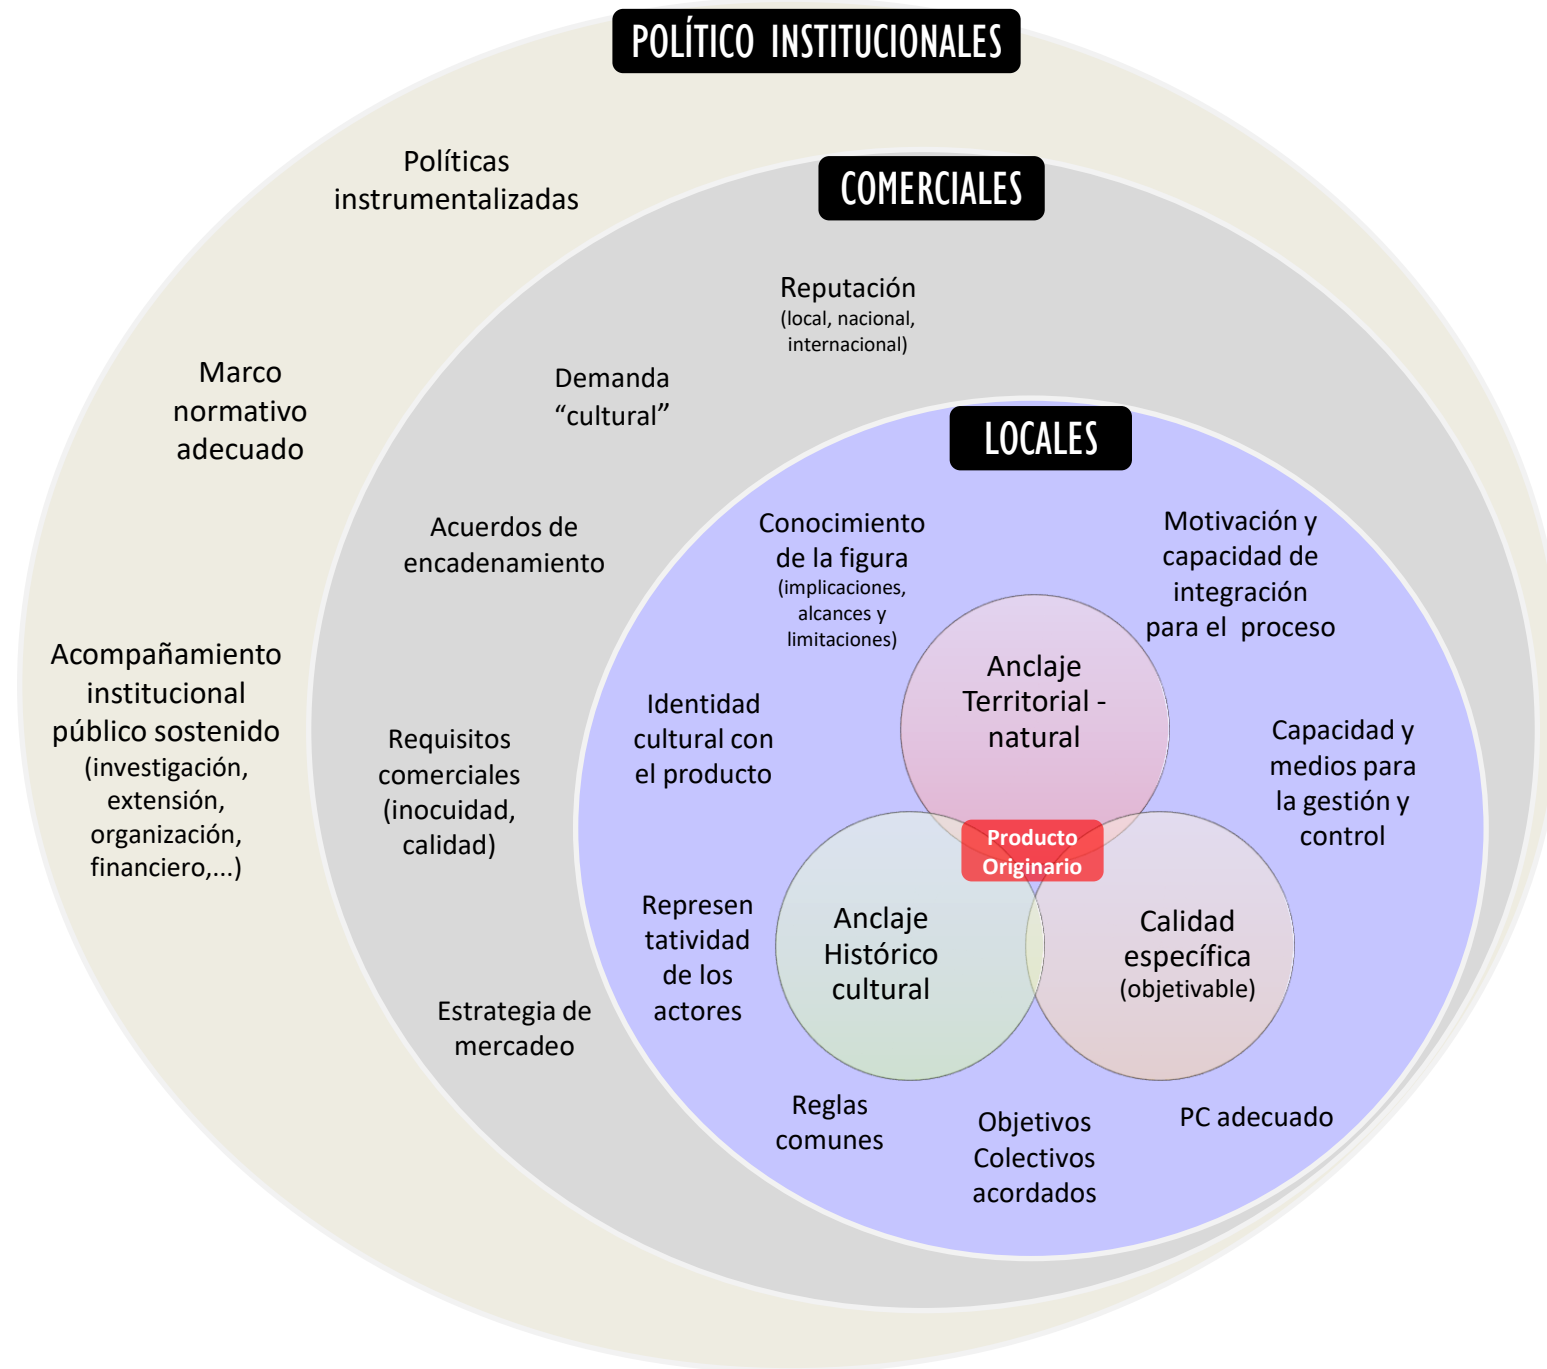 POLÍTICO INSTITUCIONALES
Políticas
instrumentalizadas
Marco
normativo
adecuado
Acompañamiento
institucional
público sostenido
(investigación,
extensión,
organización,
financiero,...)
COMERCIALES
Reputación
(local, nacional,
internacional)
Demanda
“cultural”
Acuerdos de
encadenamiento
Requisitos
comerciales
(inocuidad,
calidad)
Estrategia de
mercadeo
LOCALES
Conocimiento
de la figura
(implicaciones,
alcances y
limitaciones)
Motivación y
capacidad de
integración
para el proceso
Identidad
cultural con
el producto
Capacidad y
medios para
la gestión y
control
Represen
tatividad
de los
actores
Reglas
comunes
Objetivos
Colectivos
acordados
PC adecuado
Anclaje
Territorial -
natural
Producto
Originario
Anclaje
Histórico
cultural
Calidad
específica
(objetivable)